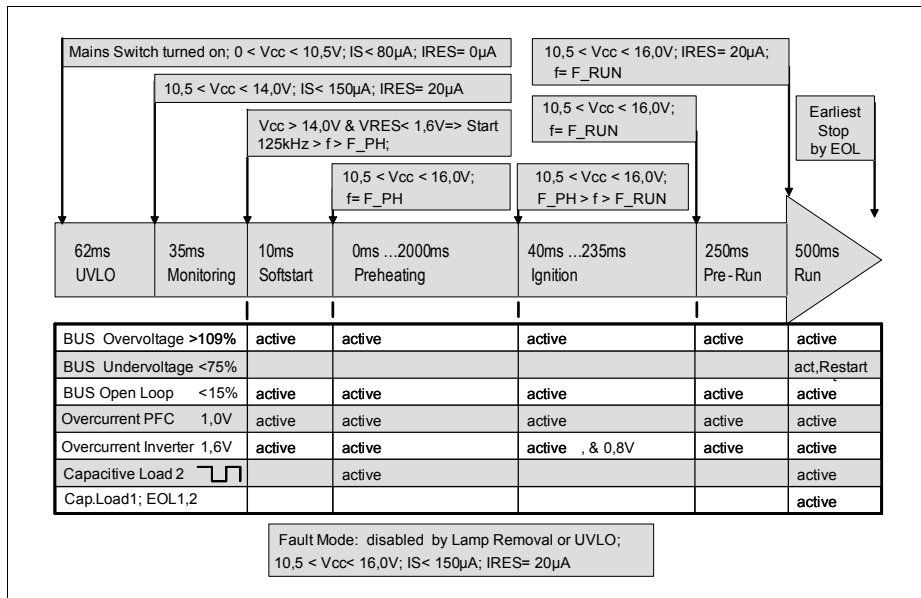 Mains Switch turned on; 0 < Vcc < 10,5V; IS< 80µA; IRES= 0µA
10,5 < Vcc < 16,0V; IRES= 20µA;
f= F_RUN
10,5 < Vcc < 14,0V; IS< 150µA; IRES= 20µA
10,5 < Vcc < 16,0V;
f= F_RUN
Earliest
Stop
by EOL
Vcc > 14,0V & VRES< 1,6V=> Start
125kHz > f > F_PH;
10,5 < Vcc < 16,0V;
f= F_PH
10,5 < Vcc < 16,0V;
F_PH > f > F_RUN
62ms
UVLO
35ms
Monitoring
10ms
Softstart
0ms ...2000ms
Preheating
40ms ...235ms
Ignition
250ms
Pre-Run
500ms
Run
BUS Overvoltage >109% active active active active active
BUS Undervoltage <75% act,Restart
BUS Open Loop <15% active active active active active
Overcurrent PFC 1,0V active active active active active
Overcurrent Inverter 1,6V active active active , & 0,8V active active
Capacitive Load 2 active active
Cap.Load1; EOL1,2 active
Fault Mode: disabled by Lamp Removal or UVLO;
10,5 < Vcc< 16,0V; IS< 150µA; IRES= 20µA